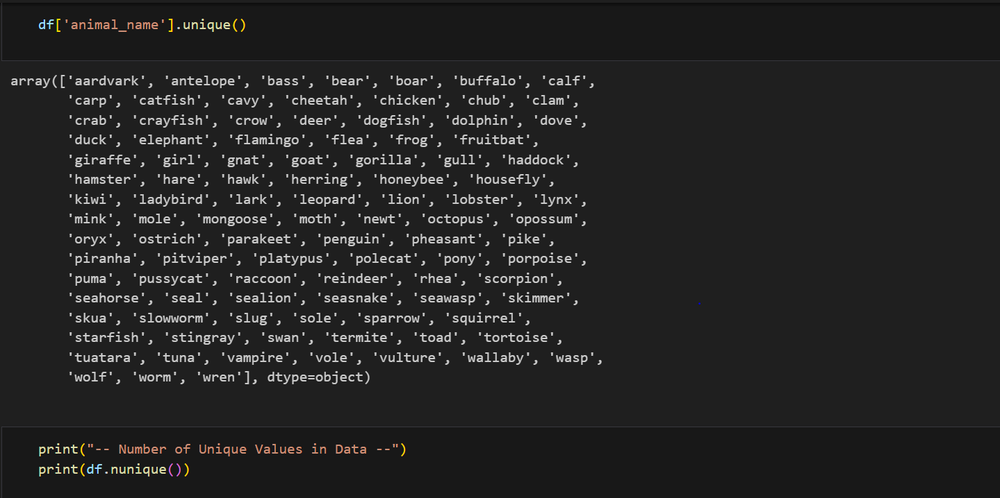 df['animal_name'].unique()
array(['aardvark', 'antelope', 'bass', 'bear', 'boar', 'buffalo', 'calf',
'carp', 'catfish', 'cavy', 'cheetah', 'chicken', 'chub', 'clam',
'crab', 'crayfish', 'crow', 'deer', 'dogfish', 'dolphin', 'dove',
'duck', 'elephant', 'flamingo', 'flea', 'frog', 'fruitbat',
'giraffe', 'girl', 'gnat', 'goat', 'gorilla', 'gull', 'haddock',
'hamster', 'hare', 'hawk', 'herring', 'honeybee', 'housefly',
'kiwi', 'ladybird', 'lark', 'leopard', 'lion', 'lobster', 'lynx',
'mink', 'mole', 'mongoose', 'moth', 'newt', 'octopus', 'opossum',
'oryx', 'ostrich', 'parakeet', 'penguin', 'pheasant', 'pike',
'piranha', 'pitviper', 'platypus', 'polecat', 'pony', 'porpoise',
'puma', 'pussycat', 'raccoon', 'reindeer', 'rhea', 'scorpion',
'seahorse', 'seal', 'sealion', 'seasnake', 'seawasp', 'skimmer',
'skua', 'slowworm', 'slug', 'sole', 'sparrow', 'squirrel',
'starfish', 'stingray', 'swan', 'termite', 'toad', 'tortoise',
'tuatara', 'tuna', 'vampire', 'vole', 'vulture', 'wallaby', 'wasp',
'wolf', 'worm', 'wren'], dtype=object)
print("-- Number of Unique Values in Data --")
print(df.nunique())